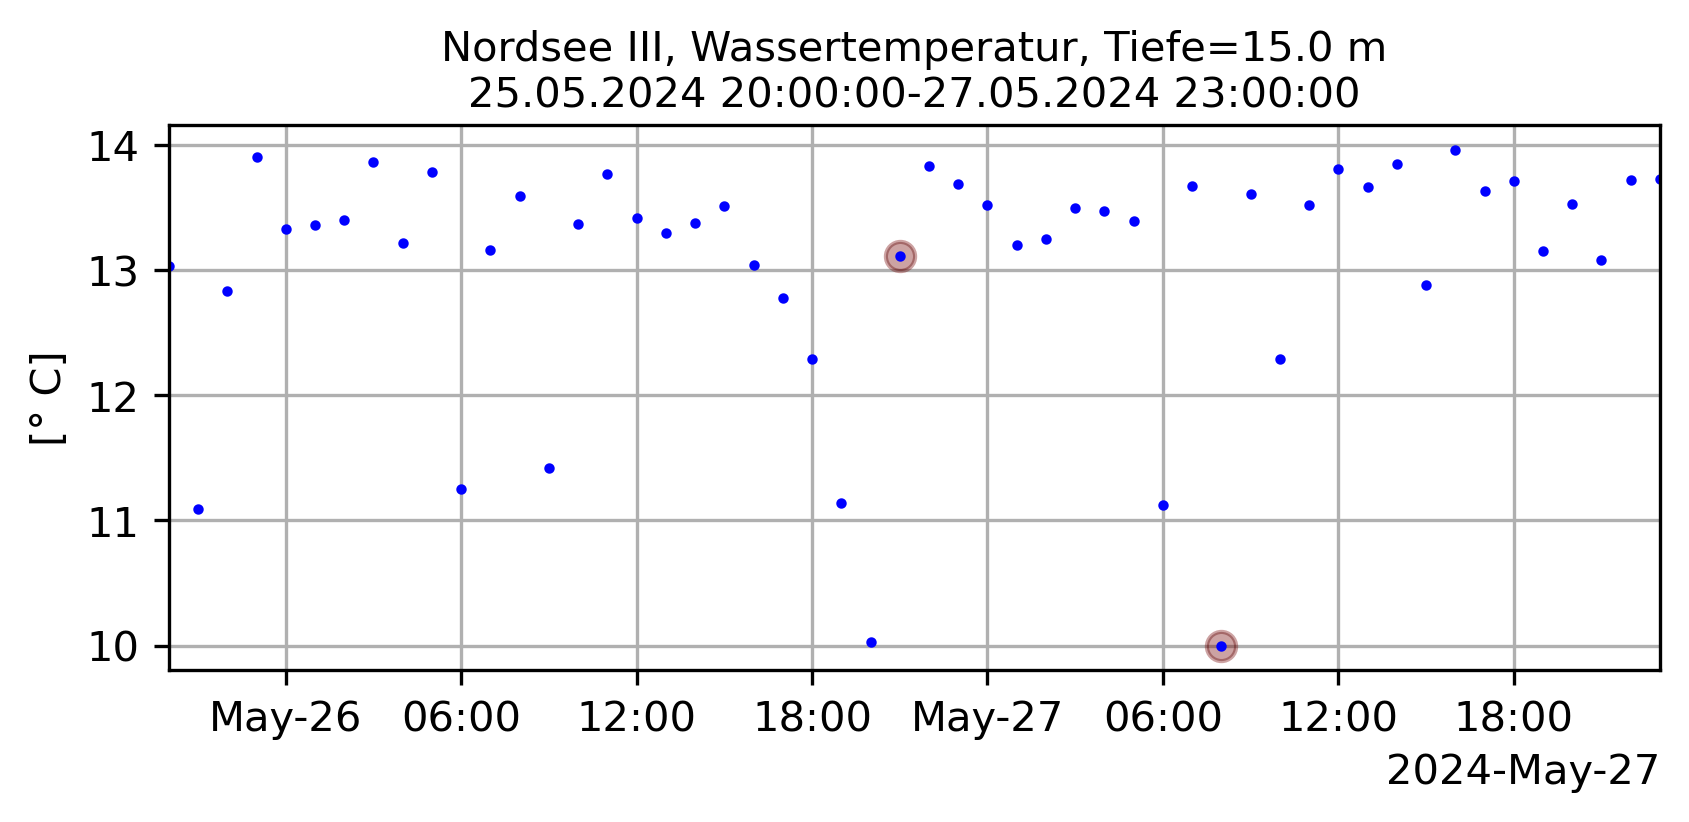 Nordsee III, Wassertemperatur, Tiefe=15.0 m
25.05.2024 20:00:00-27.05.2024 23:00:00
14
13
12
11
10
[° C]
May-26 06:00 12:00 18:00 May-27 06:00 12:00 18:00
2024-May-27